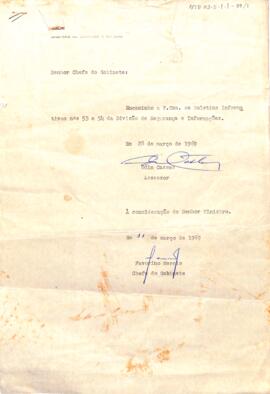 Senhor Chefe do Gabinete:
Encaminho a V.Exa. os Boletins Informa
tivos nºs 53 e 54 da Divisão de Segurança e Informações.
Em 28 de março de 1969
Assessor
À consideração do Senhor Ministro.
Em de março de 1969
Favorino
Chefe do Gabinete